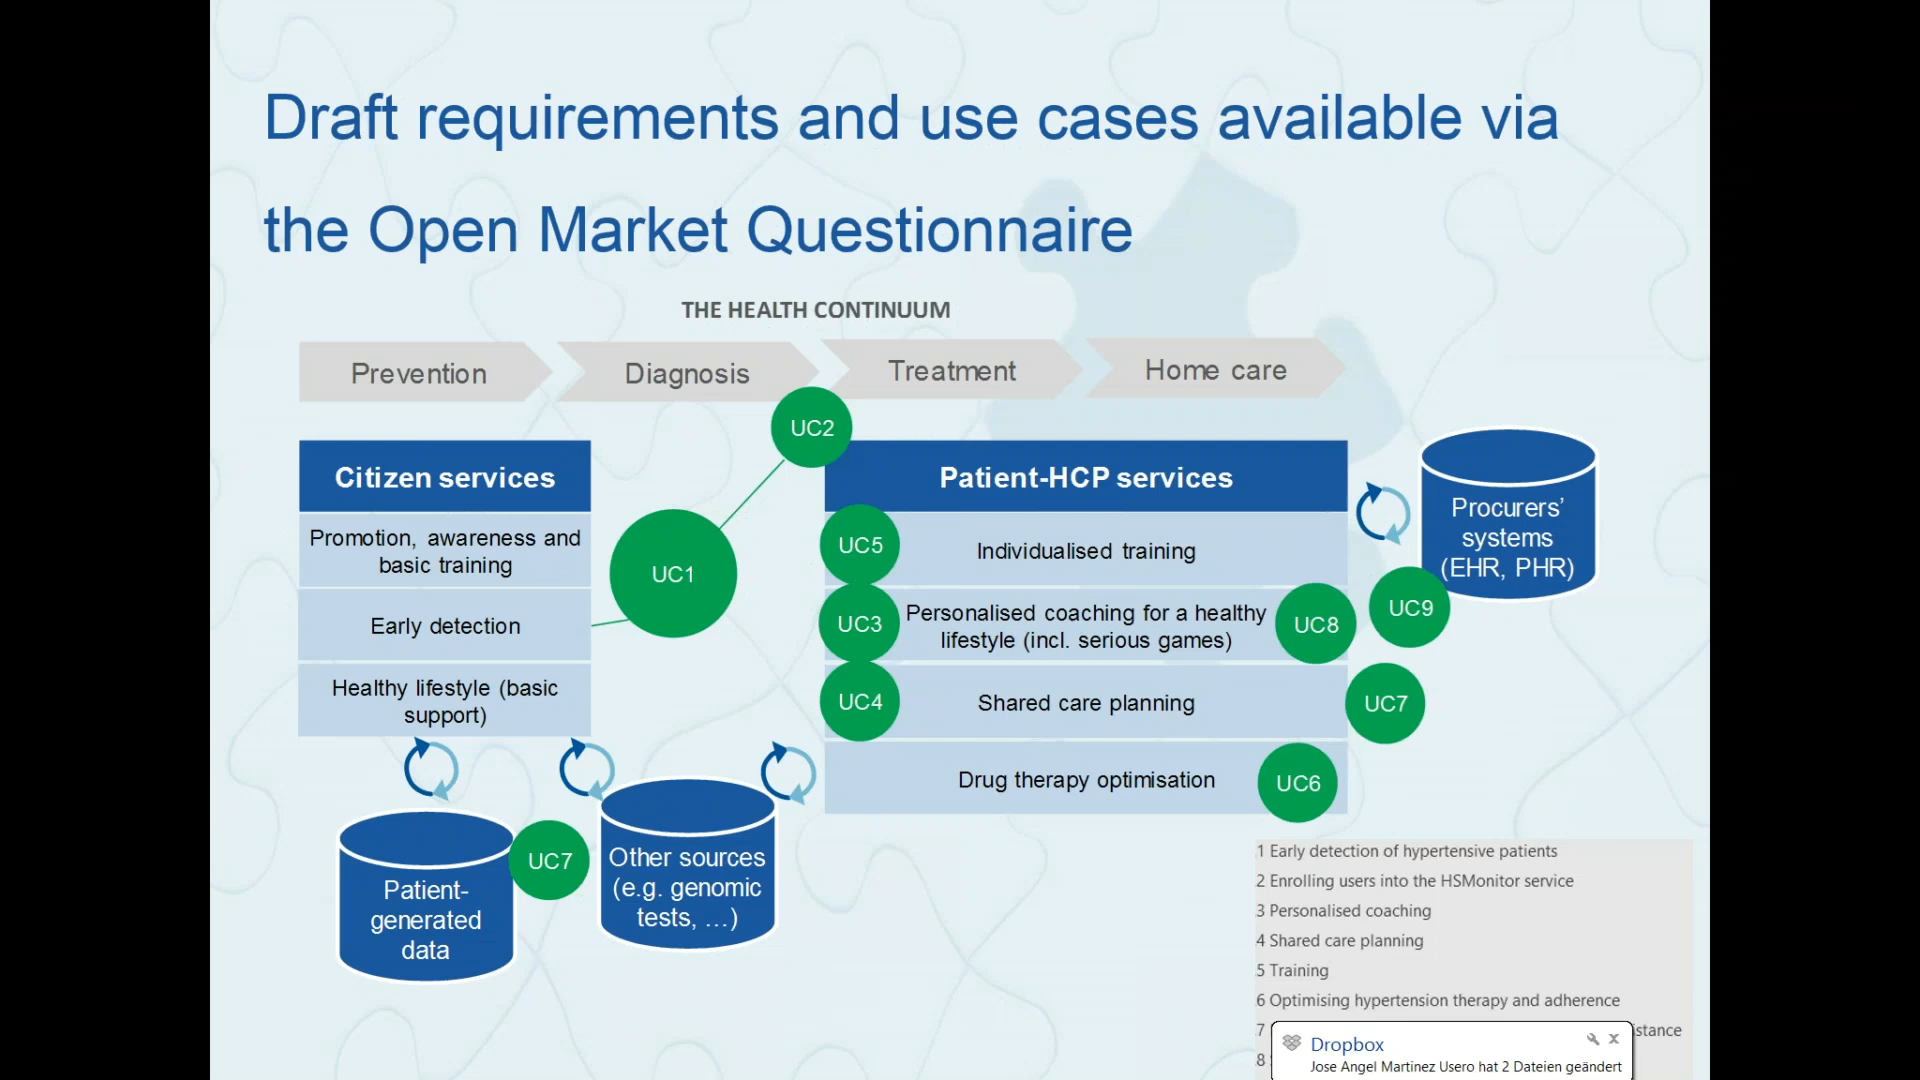 Draft requirements and use cases available via
the Open Market Questionnaire
THE HEALTH CONTINUUM
Prevention
Diagnosis
Treatment
Home care
UC2
Citizen services
Promotion, awareness and
basic training
Early detection
Healthy lifestyle (basic
support)
UC1
Patient-HCP services
UC5
Individualised training
UC3
Personalised coaching for a healthy
lifestyle (incl. serious games)
UC8
UC4
Shared care planning
UC7
Drug therapy optimisation
UC6
Procurers’
systems
(EHR, PHR)
UC9
Patient-
generated
data
UC7
Other sources
(e.g. genomic
tests, ...)
.1 Early detection of hypertensive patients
.2 Enrolling users into the HSMonitor service
.3 Personalised coaching
.4 Shared care planning
.5 Training
.6 Optimising hypertension therapy and adherence
.7 stance
.8
Dropbox
Jose Angel Martinez Usero hat 2 Dateien geändert